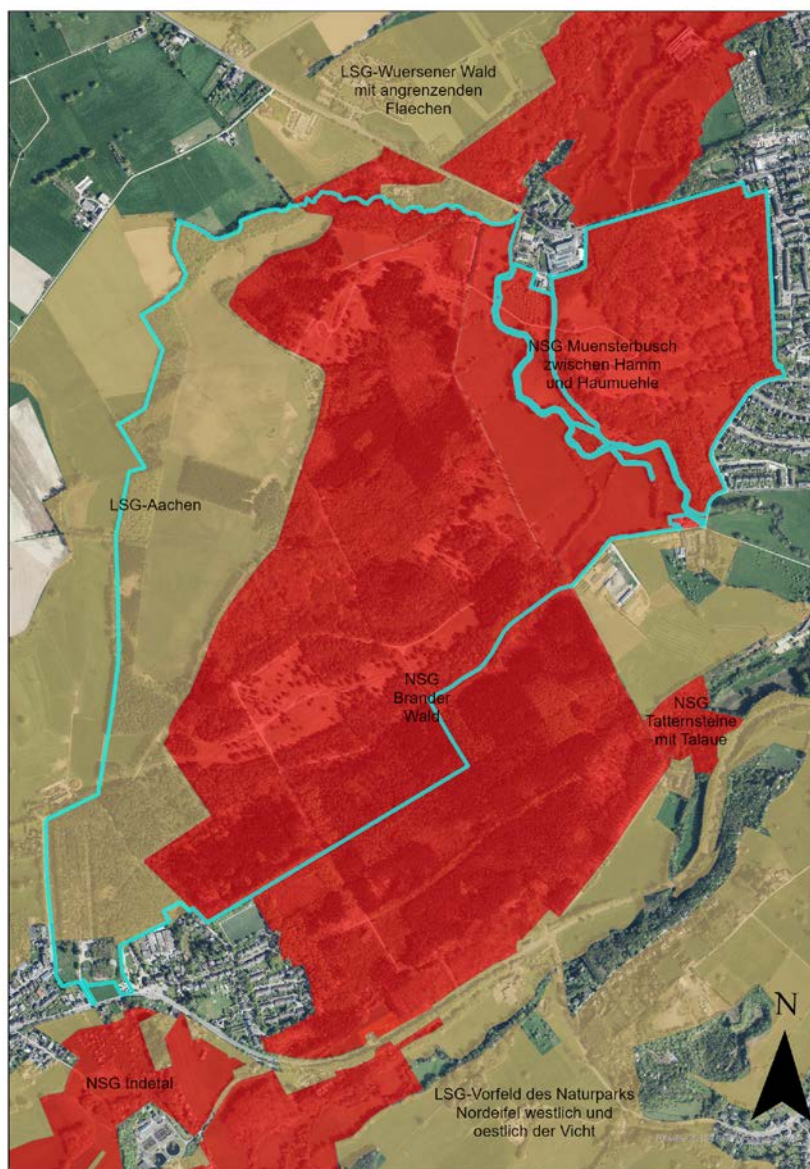 LSG-Wuersener Wald
mit angrenzenden
Flaechen
NSG Muensterbusch
zwischen Hamm
und Haumuehle
LSG-Aachen
NSG
Brander
Wald
NSG
Tatternsteine
mit Talaue
N
NSG Indetal
LSG-Vorfeld des Naturparks
Nordeifel westlich und
oestlich der Vicht